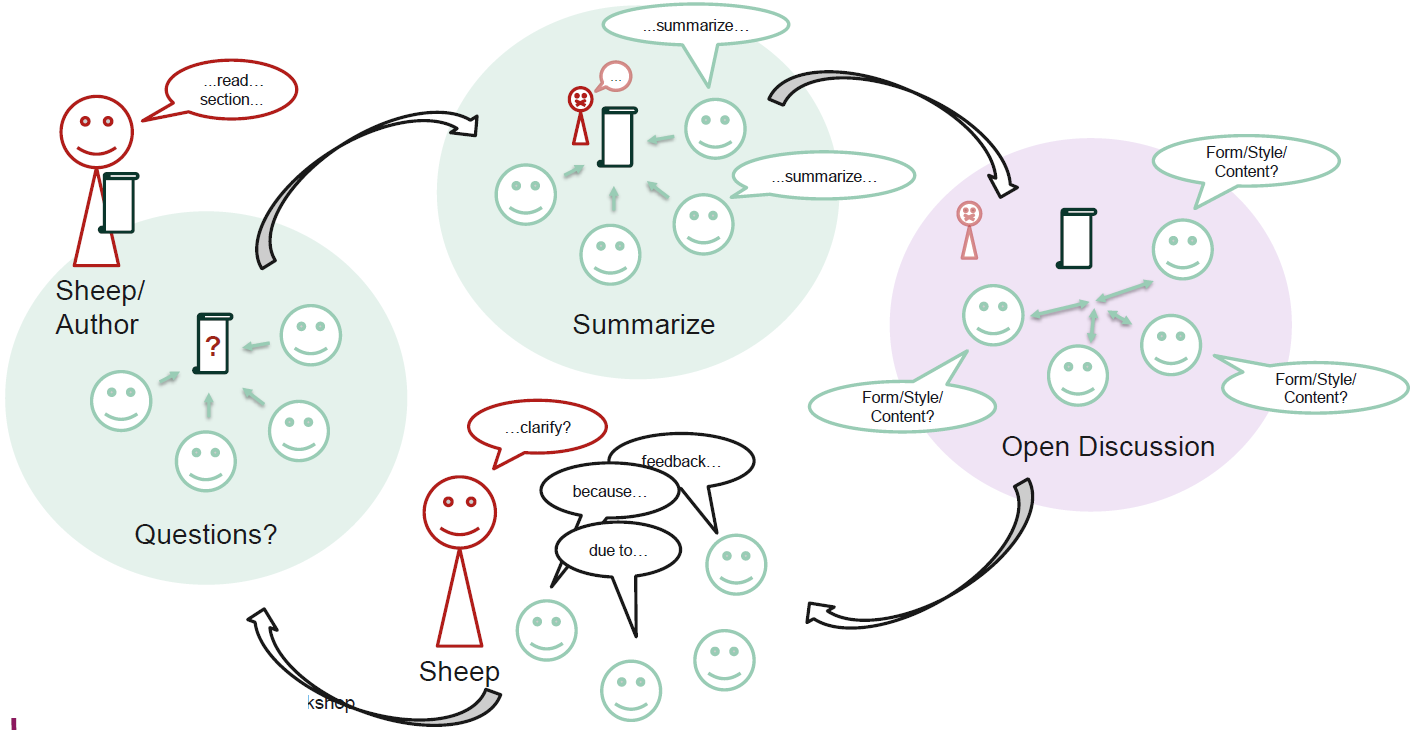 ...read…
section...
Sheep/
Author
?
Questions?
...summarize…
...
...summarize…
Summarize
Form/Style/
Content?
Form/Style/
Content?
Form/Style/
Content?
Open Discussion
…clarify?
feedback…
because…
due to…
Sheep
kshop